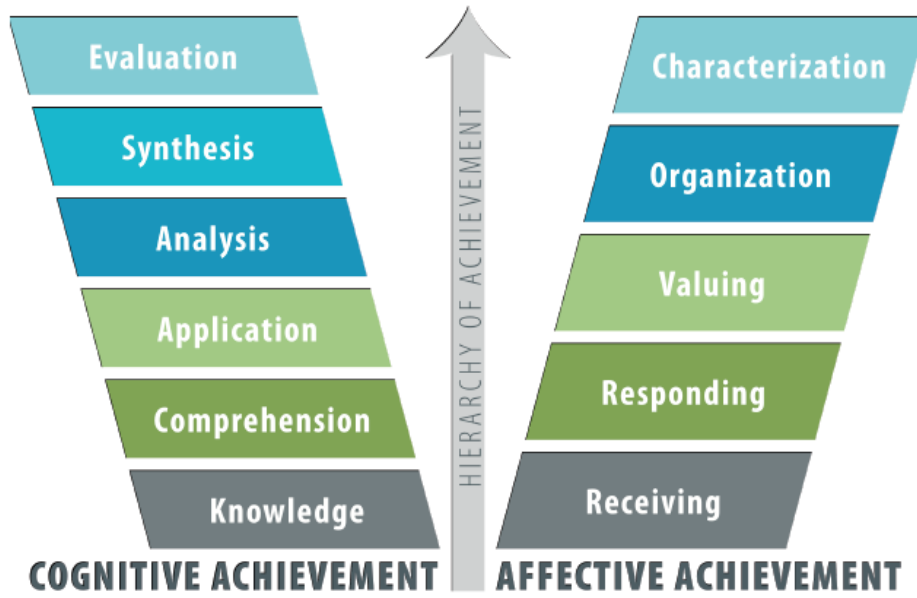 Evaluation
Synthesis
Analysis
Application
Comprehension
Knowledge
COGNITIVE ACHIEVEMENT
HIERARCHY OF ACHIEVEMENT
Characterization
Organization
Valuing
Responding
Receiving
AFFECTIVE ACHIEVEMENT